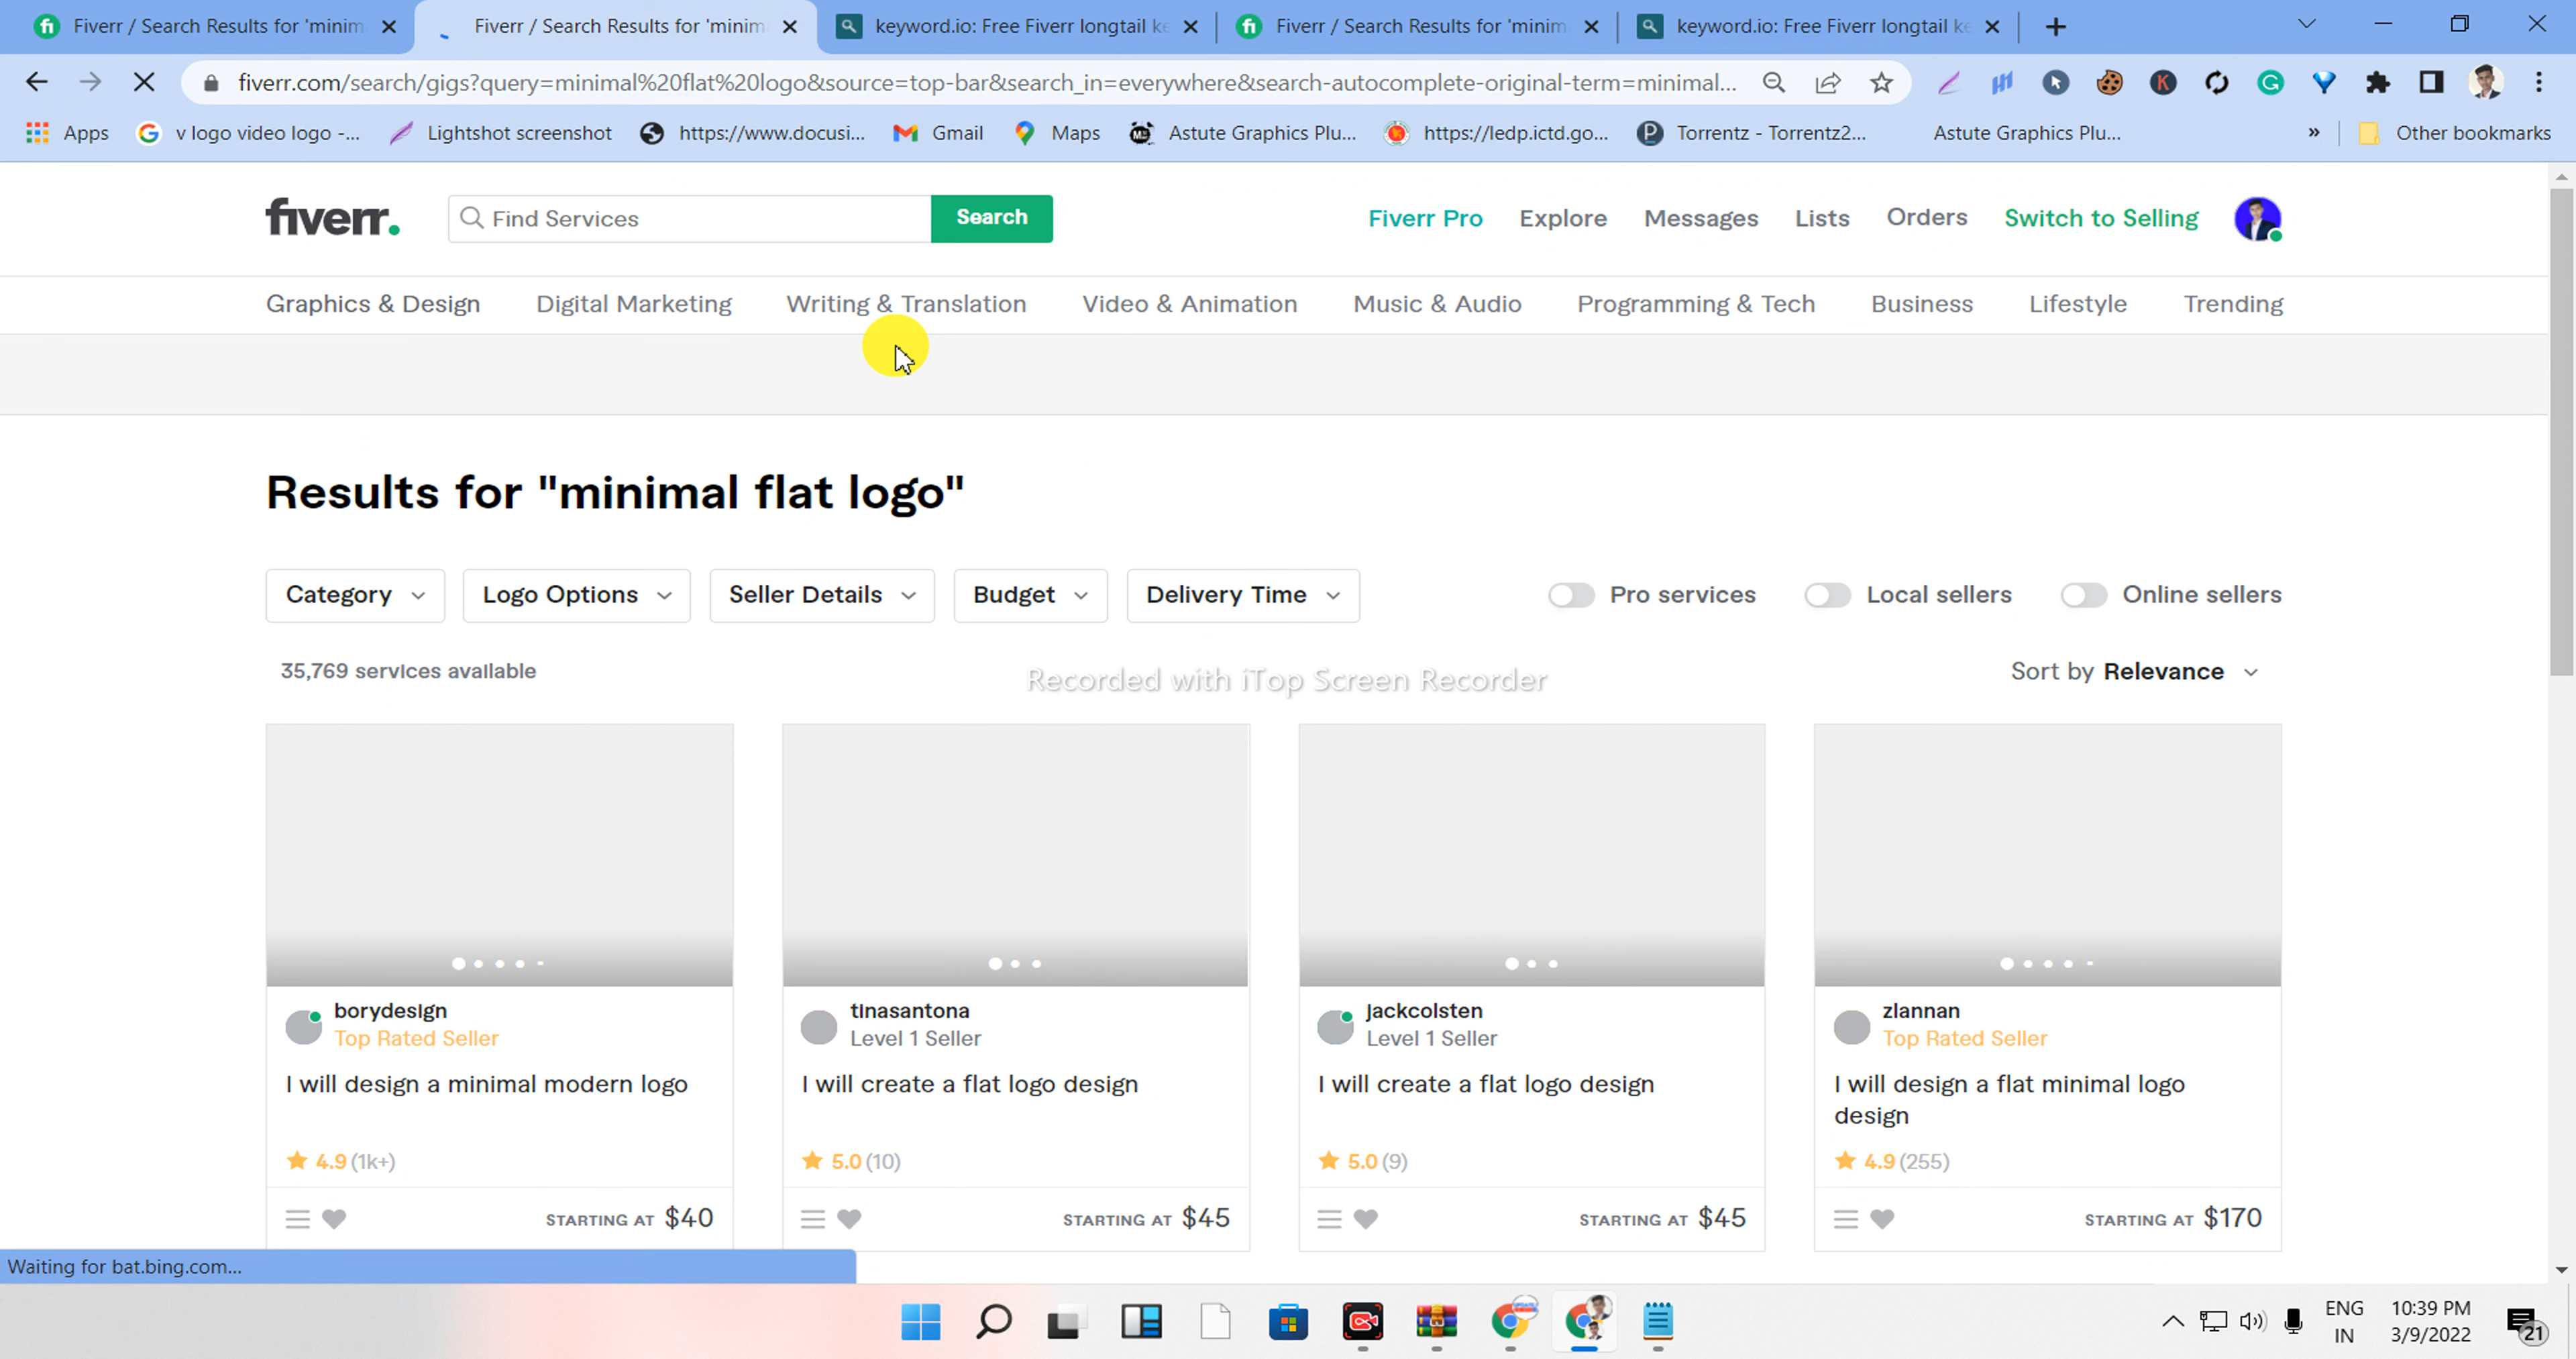 Fiverr / Search Results for 'minim
Fiverr / Search Results for 'minim
keyword.io: Free Fiverr longtail ke
Fiverr / Search Results for 'minim
keyword.io: Free Fiverr longtail ke
fiverr.com/search/gigs?query=minimal%20flat%20logo&source=top-bar&search_in=everywhere&search-autocomplete-original-term=minimal...
Apps
v logo video logo -...
Lightshot screenshot
https://www.docusi...
Gmail
Maps
Astute Graphics Plu...
https://ledp.ictd.go...
Torrentz - Torrentz2...
Astute Graphics Plu...
»
Other bookmarks
fiverr.
Find Services
Search
Fiverr Pro
Explore
Messages
Lists
Orders
Switch to Selling
Graphics & Design
Digital Marketing
Writing & Translation
Video & Animation
Music & Audio
Programming & Tech
Business
Lifestyle
Trending
Results for "minimal flat logo"
Category
Logo Options
Seller Details
Budget
Delivery Time
Pro services
Local sellers
Online sellers
35,769 services available
Recorded with iTop Screen Recorder
Sort by Relevance
borydesign
Top Rated Seller
I will design a minimal modern logo
4.9 (1k+)
STARTING AT $40
tinasantona
Level 1 Seller
I will create a flat logo design
5.0 (10)
STARTING AT $45
jackcolsten
Level 1 Seller
I will create a flat logo design
5.0 (9)
STARTING AT $45
zlannan
Top Rated Seller
I will design a flat minimal logo
design
4.9 (255)
STARTING AT $170
Waiting for bat.bing.com...
ENG
IN
10:39 PM
3/9/2022
21